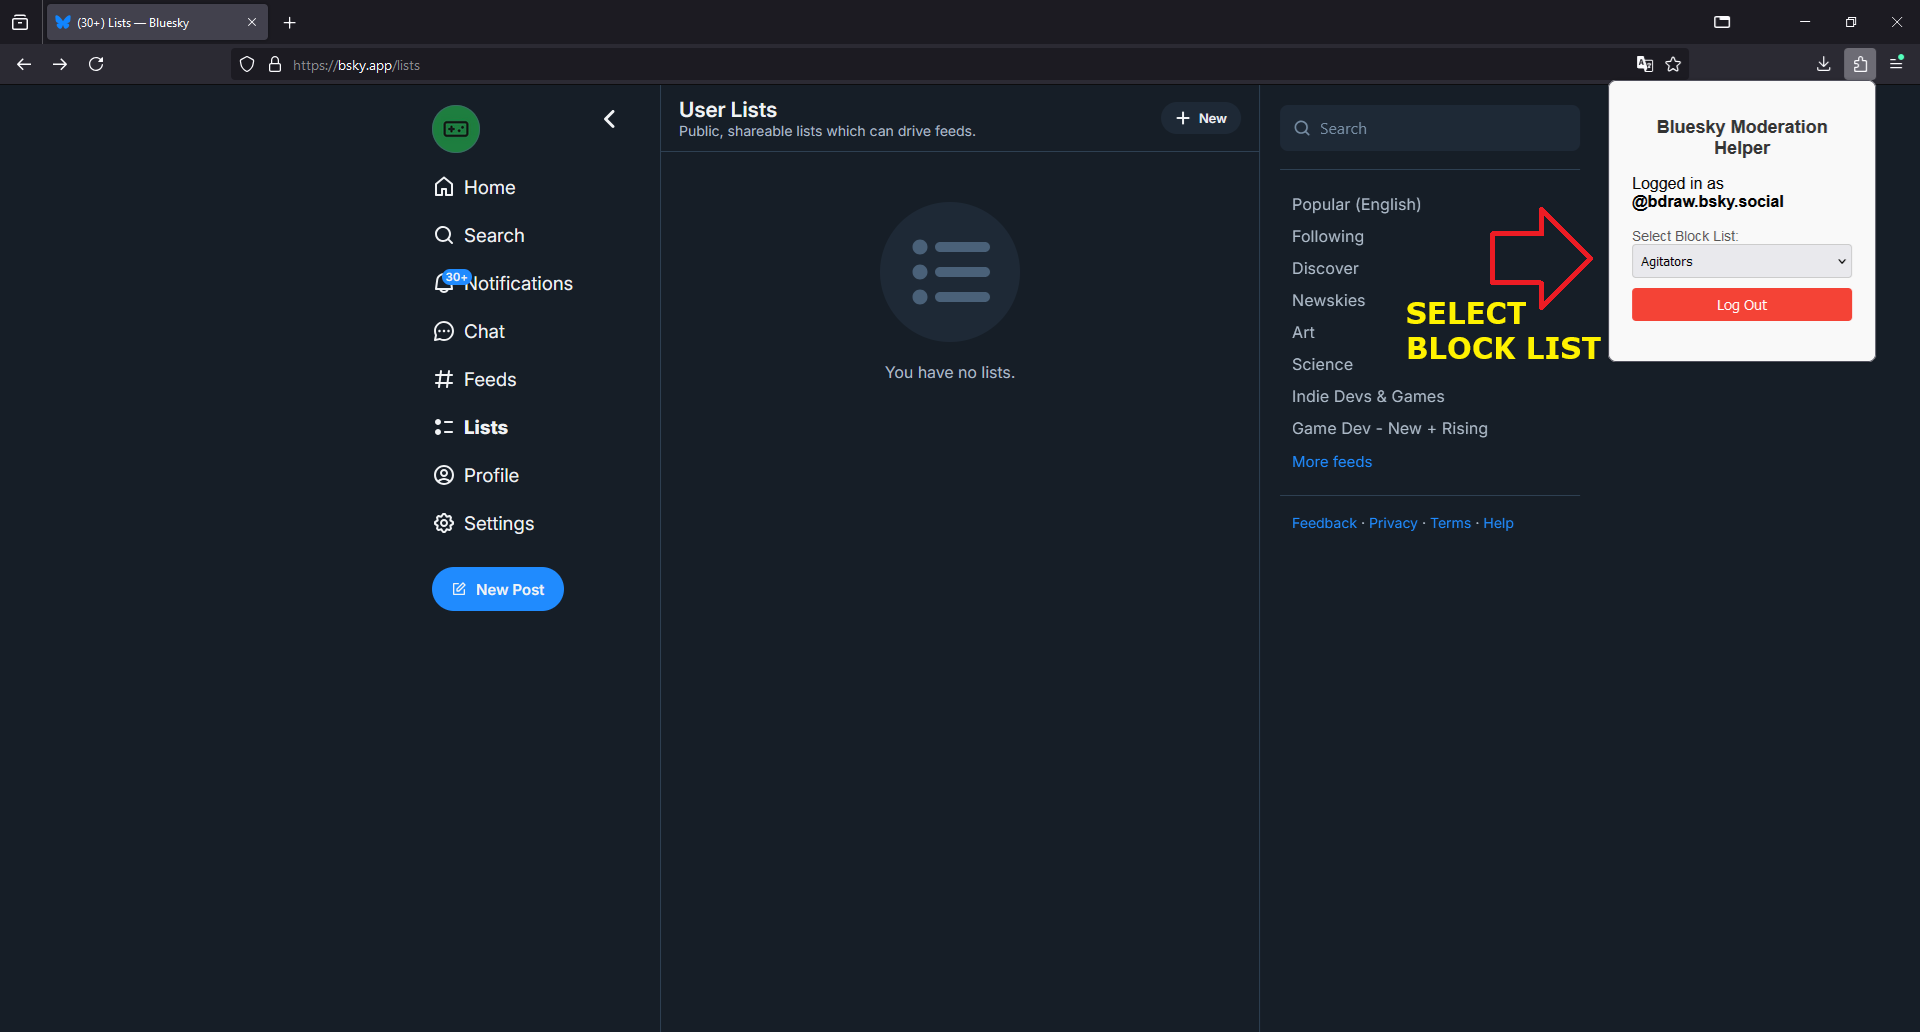 (30+) Lists — Bluesky
https://bsky.app/lists
Home
Search
30+
Notifications
Chat
Feeds
Lists
Profile
Settings
New Post
User Lists
Public, shareable lists which can drive feeds.
New
You have no lists.
Search
Popular (English)
Following
Discover
Newskies
Art
Science
Indie Devs & Games
Game Dev - New + Rising
More feeds
Feedback · Privacy · Terms · Help
SELECT
BLOCK LIST
Bluesky Moderation
Helper
Logged in as
@bdraw.bsky.social
Select Block List:
Agitators
Log Out